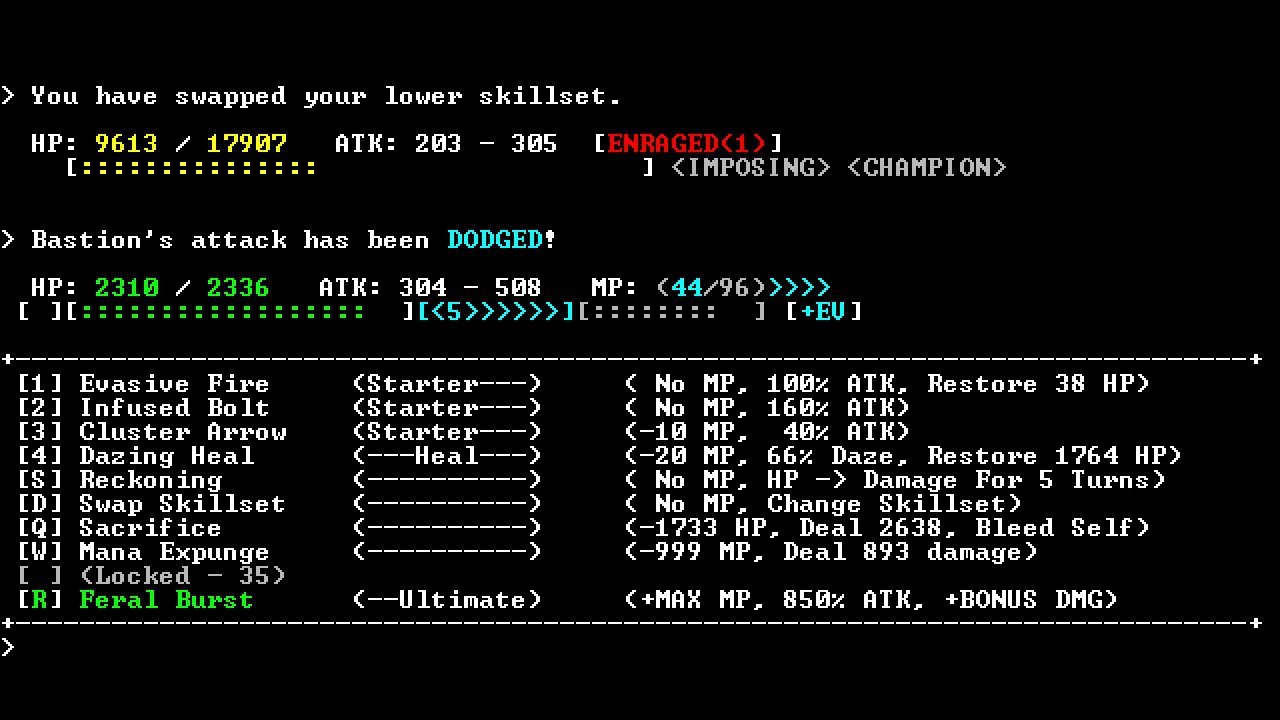 > You have swapped your lower skillset.
HP: 9613 / 17907   ATK: 203 - 305  [ENRAGED(1)]
[:::::::::::::::                    ] <IMPOSING> <CHAMPION>
> Bastion's attack has been DODGED!
HP: 2310 / 2336   ATK: 304 - 508   MP: (44/96)>>>>
[ ][::::::::::::::::::  ][<5>>>>>>][::::::::  ] [+EV]
+------------------------------------------------------------------------------+
[1] Evasive Fire     (Starter---)     ( No MP, 100% ATK, Restore 38 HP)
[2] Infused Bolt     (Starter---)     ( No MP, 160% ATK)
[3] Cluster Arrow    (Starter---)     (-10 MP,  40% ATK)
[4] Dazing Heal      (---Heal---)     (-20 MP, 66% Daze, Restore 1764 HP)
[S] Reckoning        (----------)     ( No MP, HP -> Damage For 5 Turns)
[D] Swap Skillset    (----------)     ( No MP, Change Skillset)
[Q] Sacrifice        (----------)     (-1733 HP, Deal 2638, Bleed Self)
[W] Mana Expunge     (----------)     (-999 MP, Deal 893 damage)
[ ] (Locked - 35)
[R] Feral Burst      (--Ultimate)     (+MAX MP, 850% ATK, +BONUS DMG)
+------------------------------------------------------------------------------+
>